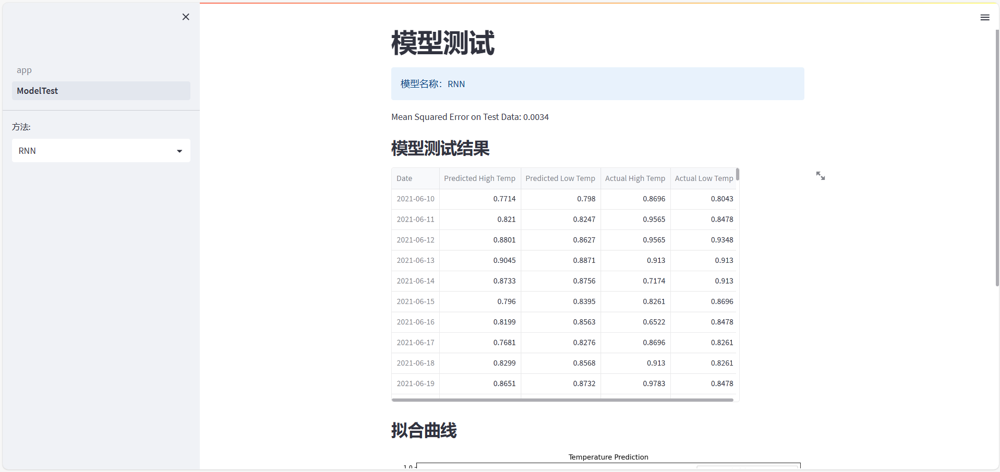 app
ModelTest
方法:
RNN
模型测试
模型名称：RNN
Mean Squared Error on Test Data: 0.0034
模型测试结果
Date Predicted High Temp Predicted Low Temp Actual High Temp Actual Low Temp
2021-06-10 0.7714 0.798 0.8696 0.8043
2021-06-11 0.821 0.8247 0.9565 0.8478
2021-06-12 0.8801 0.8627 0.9565 0.9348
2021-06-13 0.9045 0.8871 0.913 0.913
2021-06-14 0.8733 0.8756 0.7174 0.913
2021-06-15 0.796 0.8395 0.8261 0.8696
2021-06-16 0.8199 0.8563 0.6522 0.8478
2021-06-17 0.7681 0.8276 0.8696 0.8261
2021-06-18 0.8299 0.8568 0.913 0.8261
2021-06-19 0.8651 0.8732 0.9783 0.8478
拟合曲线
Temperature Prediction
1.0